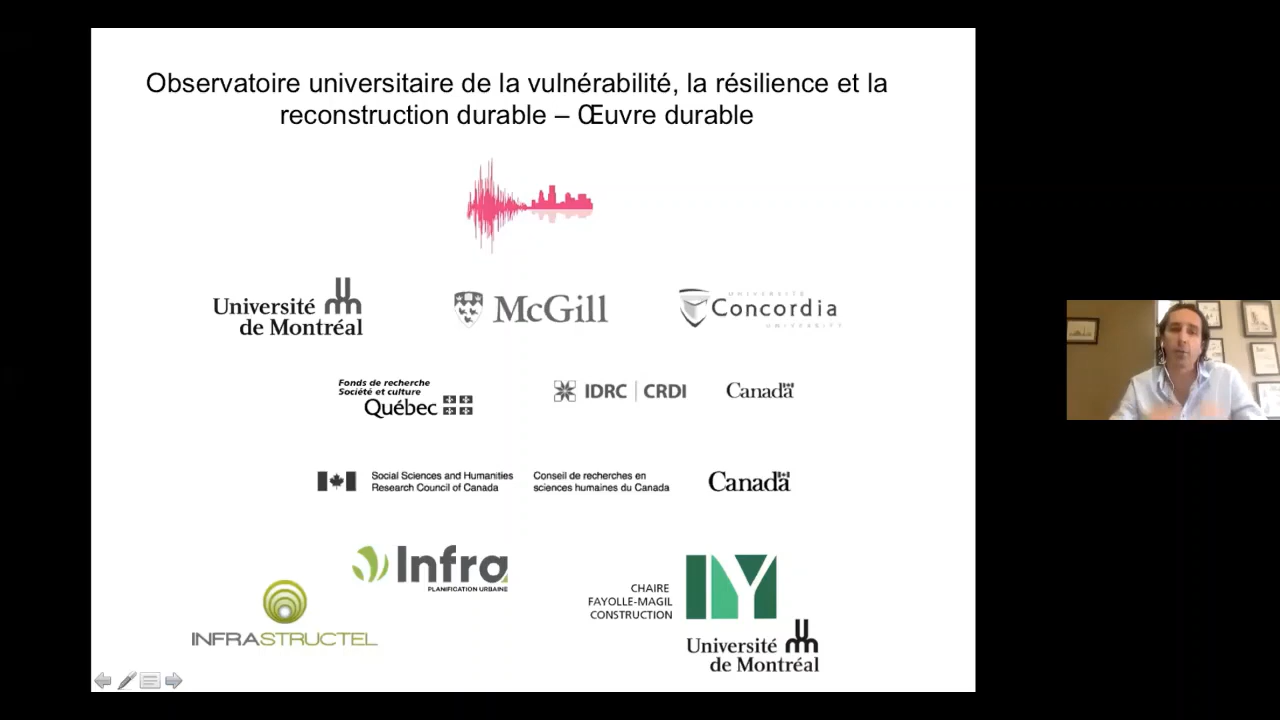 Observatoire universitaire de la vulnérabilité, la résilience et la
reconstruction durable – Œuvre durable
Université
de Montréal
McGill
UNIVERSITÉ
Concordia
UNIVERSITY
Fonds de recherche
Société et culture
Québec
IDRC | CRDI
Canada
Social Sciences and Humanities
Research Council of Canada
Conseil de recherches en
sciences humaines du Canada
Canada
Infra
PLANIFICATION URBAINE
INFRASTRUCTEL
CHAIRE
FAYOLLE-MAGIL
CONSTRUCTION
Université
de Montréal